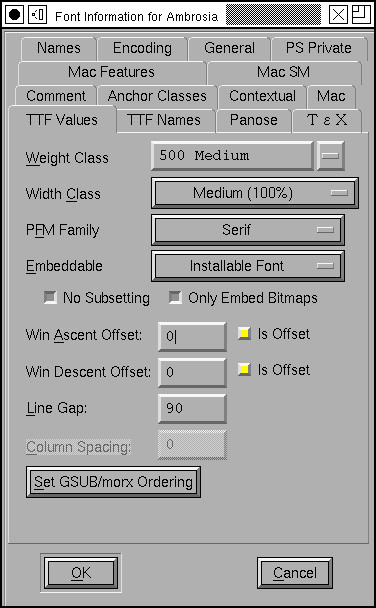 Font Information for Ambrosia
Names Encoding General PS Private
Mac Features Mac SM
Comment Anchor Classes Contextual Mac
TTF Values TTF Names Panose T ε X
Weight Class 500 Medium
Width Class Medium (100%)
PFM Family Serif
Embeddable Installable Font
No Subsetting Only Embed Bitmaps
Win Ascent Offset: 0 Is Offset
Win Descent Offset: 0 Is Offset
Line Gap: 90
Column Spacing: 0
Set GSUB/morx Ordering
OK Cancel